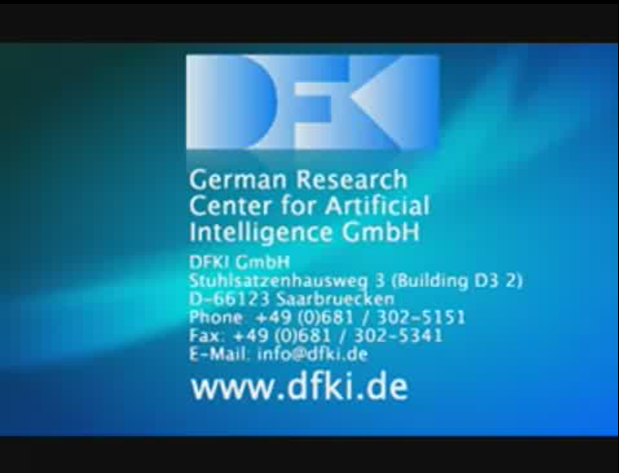 DFKI
German Research
Center for Artificial
Intelligence GmbH
DFKI GmbH
Stuhlsatzenhausweg 3 (Building D3 2)
D-66123 Saarbruecken
Phone: +49 (0)681 / 302-5151
Fax: +49 (0)681 / 302-5341
E-Mail: info@dfki.de
www.dfki.de